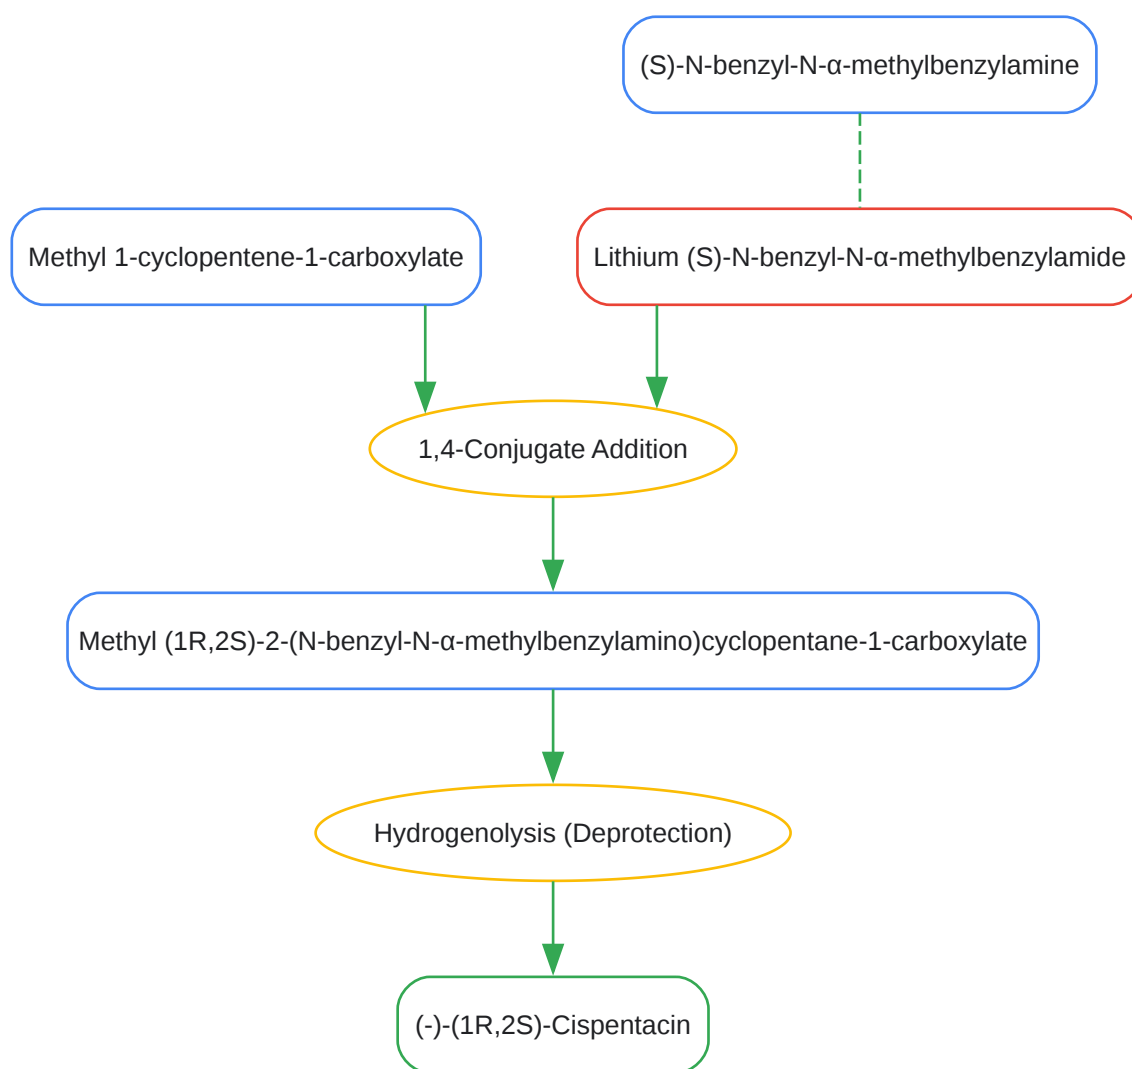 (S)-N-benzyl-N-α-methylbenzylamine
Methyl 1-cyclopentene-1-carboxylate
Lithium (S)-N-benzyl-N-α-methylbenzylamide
1,4-Conjugate Addition
Methyl (1R,2S)-2-(N-benzyl-N-α-methylbenzylamino)cyclopentane-1-carboxylate
Hydrogenolysis (Deprotection)
(-)-(1R,2S)-Cispentacin